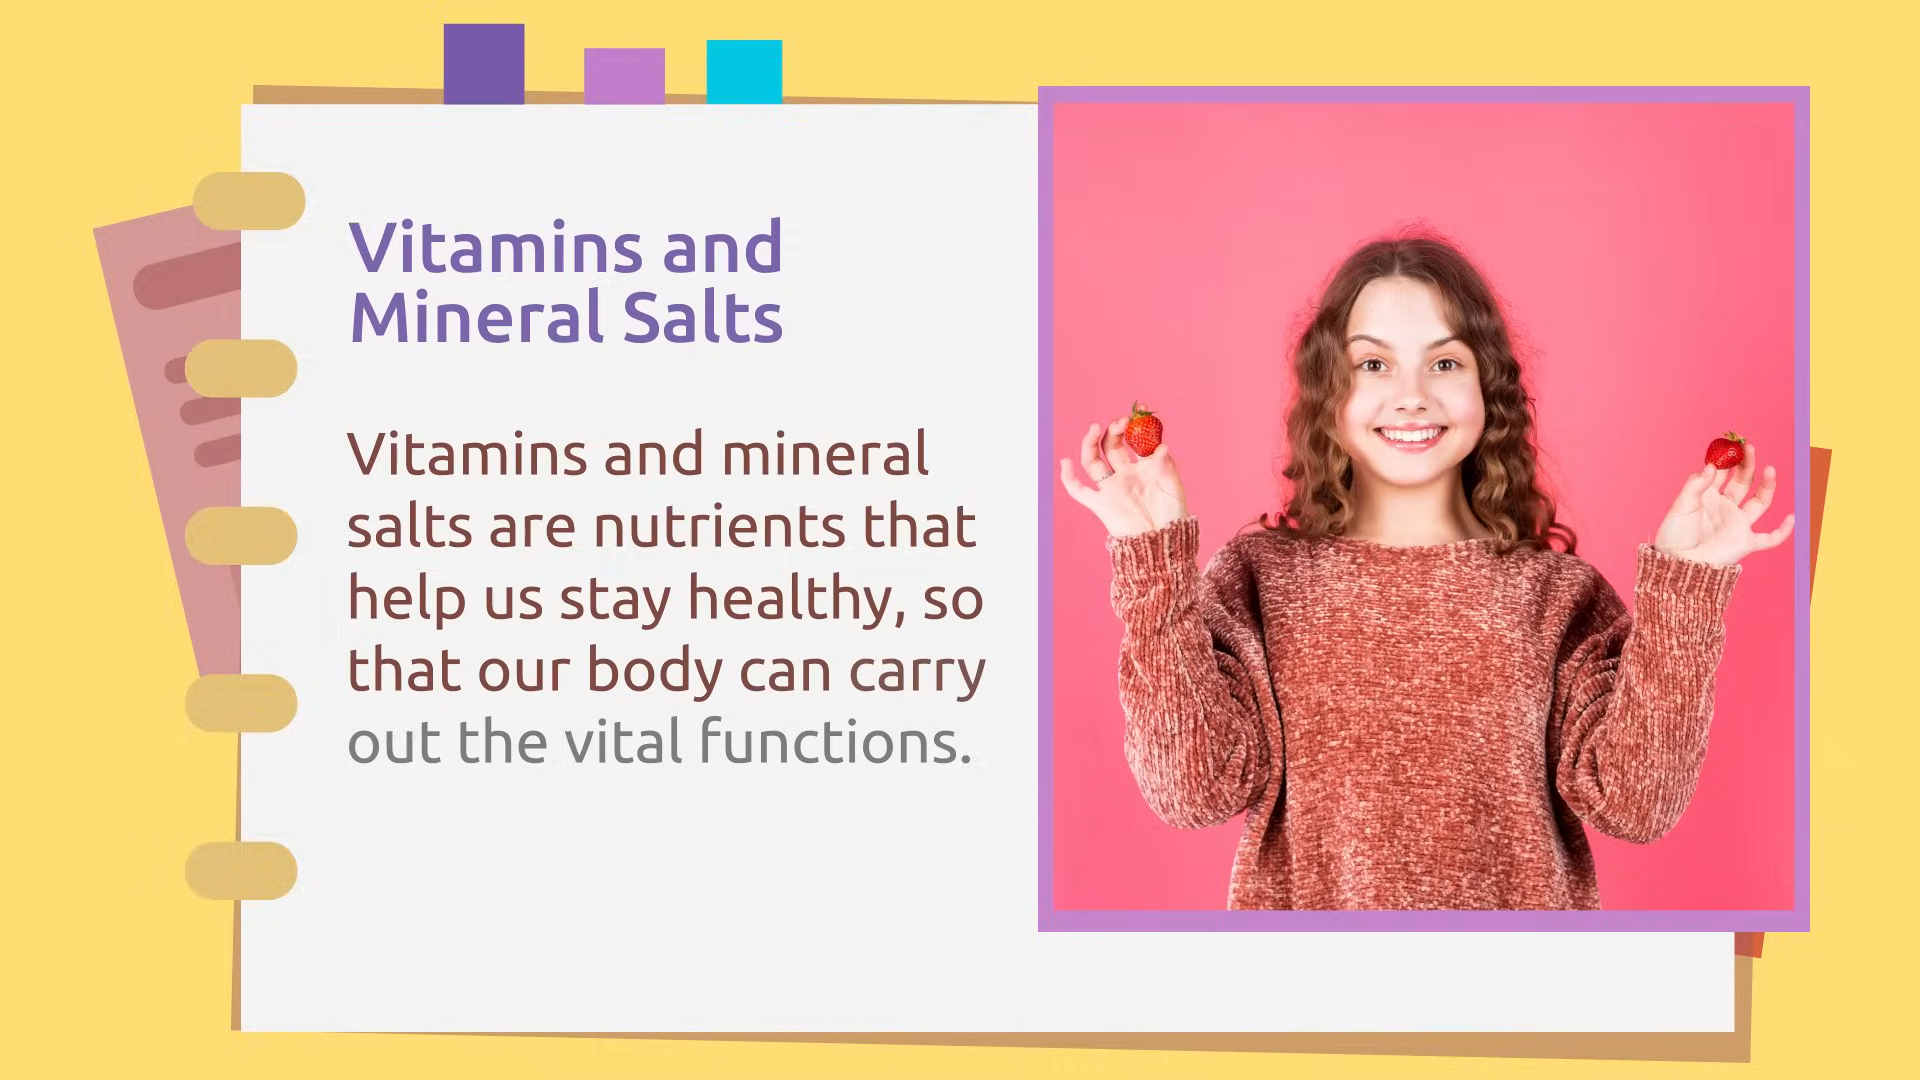 Vitamins and
Mineral Salts
Vitamins and mineral
salts are nutrients that
help us stay healthy, so
that our body can carry
out the vital functions.